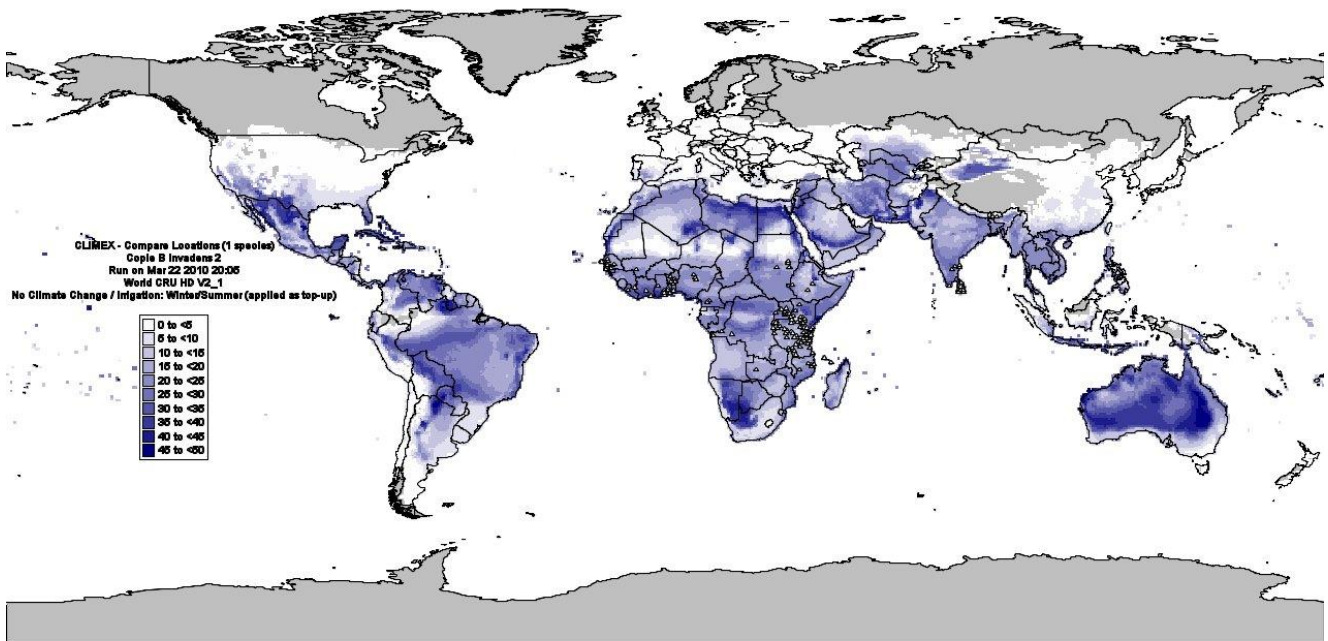 CLIMEX - Compare Locations (1 species)
Copie B Invadens 2
Run on Mar 22 2010 20:06
World CRU HD V2_1
No Climate Change / Irrigation: Winter/Summer (applied as top-up)
0 to <5
5 to <10
10 to <15
15 to <20
20 to <25
25 to <30
30 to <35
35 to <40
40 to <45
45 to <50